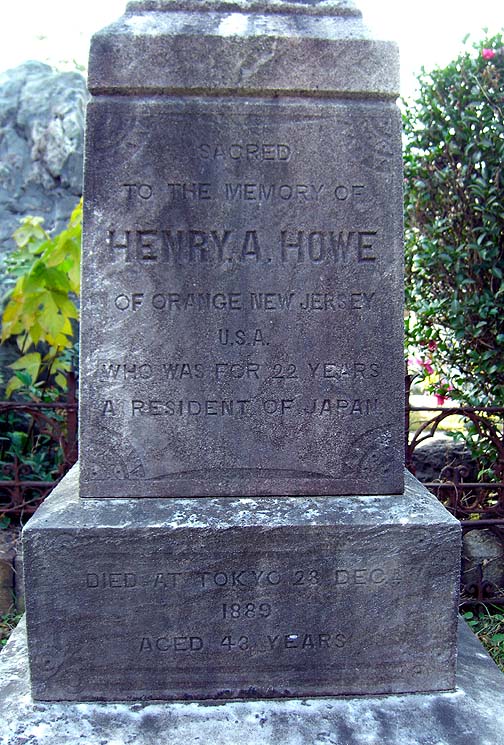 SACRED
TO THE MEMORY OF
HENRY. A. HOWE
OF ORANGE NEW JERSEY
U.S.A.
WHO WAS FOR 22 YEARS
A RESIDENT OF JAPAN.
DIED AT TOKYO 23 DEC.
1889
AGED 43 YEARS